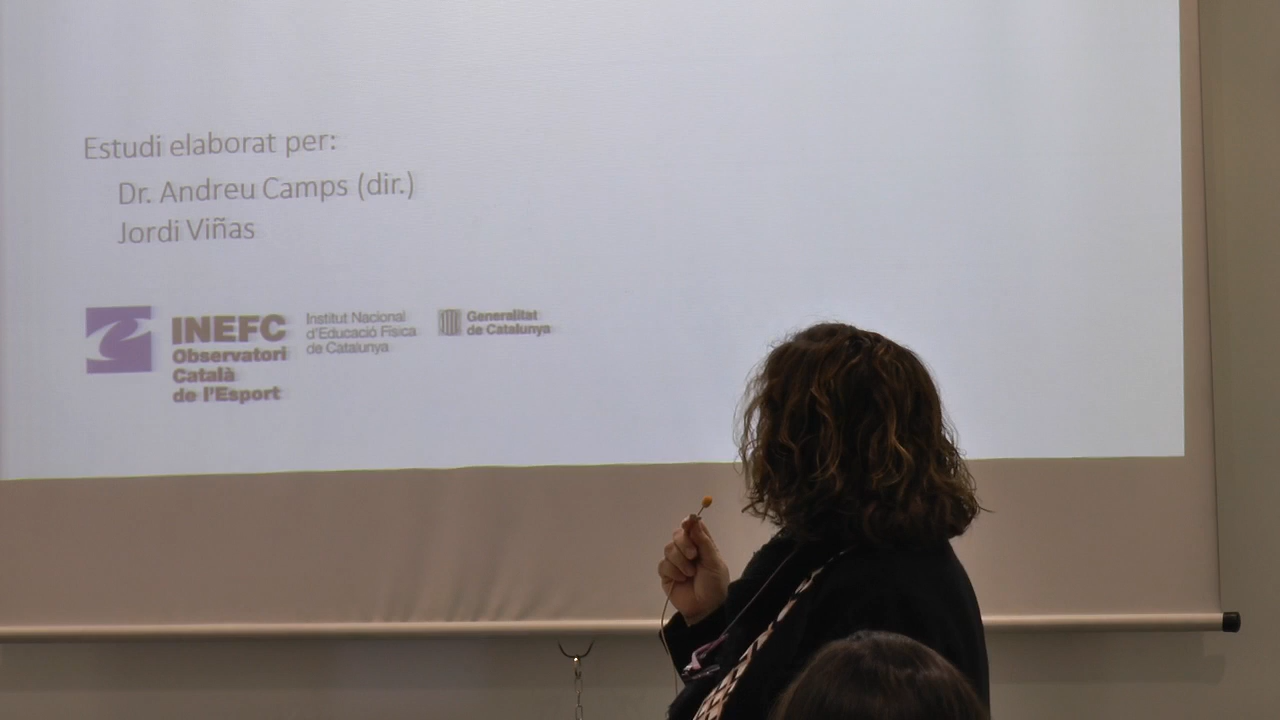 Estudi elaborat per:
Dr. Andreu Camps (dir.)
Jordi Viñas
INEFC
Observatori
Català
de l'Esport
Institut Nacional
d'Educació Física
de Catalunya
Generalitat
de Catalunya